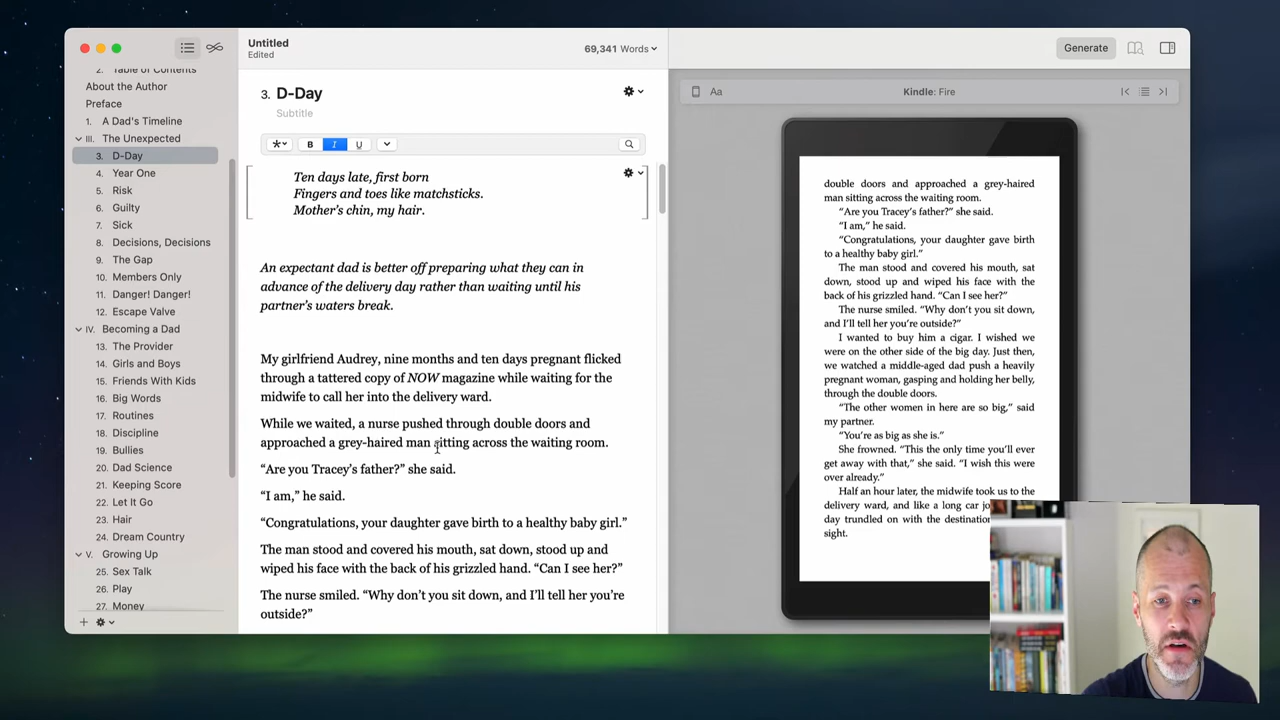 Untitled
Edited
69,341 Words
Generate
2. Table of Contents
About the Author
Preface
1. A Dad's Timeline
III. The Unexpected
3. D-Day
4. Year One
5. Risk
6. Guilty
7. Sick
8. Decisions, Decisions
9. The Gap
10. Members Only
11. Danger! Danger!
12. Escape Valve
IV. Becoming a Dad
13. The Provider
14. Girls and Boys
15. Friends With Kids
16. Big Words
17. Routines
18. Discipline
19. Bullies
20. Dad Science
21. Keeping Score
22. Let It Go
23. Hair
24. Dream Country
V. Growing Up
25. Sex Talk
26. Play
27. Money
3. D-Day
Subtitle
B I U
Ten days late, first born
Fingers and toes like matchsticks.
Mother's chin, my hair.
An expectant dad is better off preparing what they can in
advance of the delivery day rather than waiting until his
partner's waters break.
My girlfriend Audrey, nine months and ten days pregnant flicked
through a tattered copy of NOW magazine while waiting for the
midwife to call her into the delivery ward.
While we waited, a nurse pushed through double doors and
approached a grey-haired man sitting across the waiting room.
“Are you Tracey's father?” she said.
“I am,” he said.
“Congratulations, your daughter gave birth to a healthy baby girl.”
The man stood and covered his mouth, sat down, stood up and
wiped his face with the back of his grizzled hand. “Can I see her?”
The nurse smiled. “Why don't you sit down, and I'll tell her you're
outside?”
Aa
Kindle: Fire
double doors and approached a grey-haired
man sitting across the waiting room.
“Are you Tracey's father?” she said.
“I am,” he said.
“Congratulations, your daughter gave birth
to a healthy baby girl.”
The man stood and covered his mouth, sat
down, stood up and wiped his face with the
back of his grizzled hand. “Can I see her?”
The nurse smiled. “Why don't you sit down,
and I'll tell her you're outside?”
I wanted to buy him a cigar. I wished we
were on the other side of the big day. Just then,
we watched a middle-aged dad push a heavily
pregnant woman, gasping and holding her belly,
through the double doors.
“The other women in here are so big,” said
my partner.
“You're as big as she is.”
She frowned. “This the only time you'll ever
get away with that,” she said. “I wish this were
over already.”
Half an hour later, the midwife took us to the
delivery ward, and like a long car
day trundled on with the destination
sight.